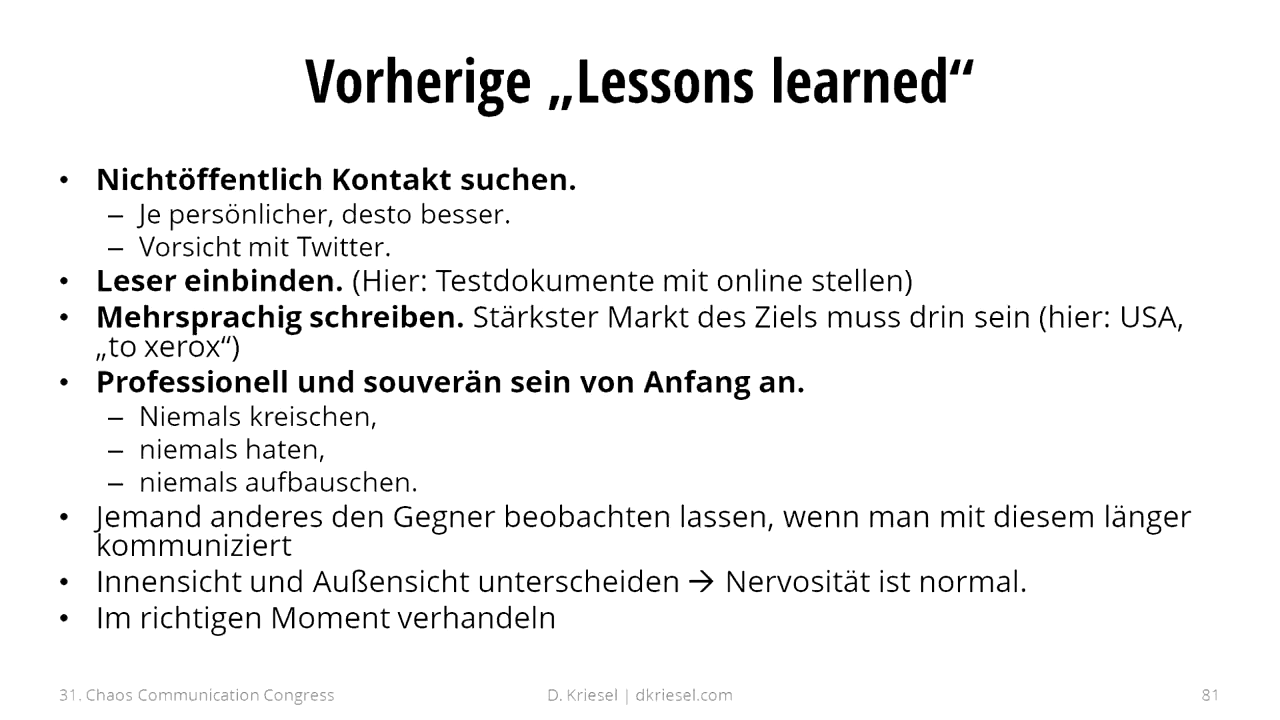 Vorherige „Lessons learned“
• Nichtöffentlich Kontakt suchen.
– Je persönlicher, desto besser.
– Vorsicht mit Twitter.
• Leser einbinden. (Hier: Testdokumente mit online stellen)
• Mehrsprachig schreiben. Stärkster Markt des Ziels muss drin sein (hier: USA,
„to xerox“)
• Professionell und souverän sein von Anfang an.
– Niemals kreischen,
– niemals haten,
– niemals aufbauschen.
• Jemand anderes den Gegner beobachten lassen, wenn man mit diesem länger
kommuniziert
• Innensicht und Außensicht unterscheiden → Nervosität ist normal.
• Im richtigen Moment verhandeln
31. Chaos Communication Congress
D. Kriesel | dkriesel.com
81